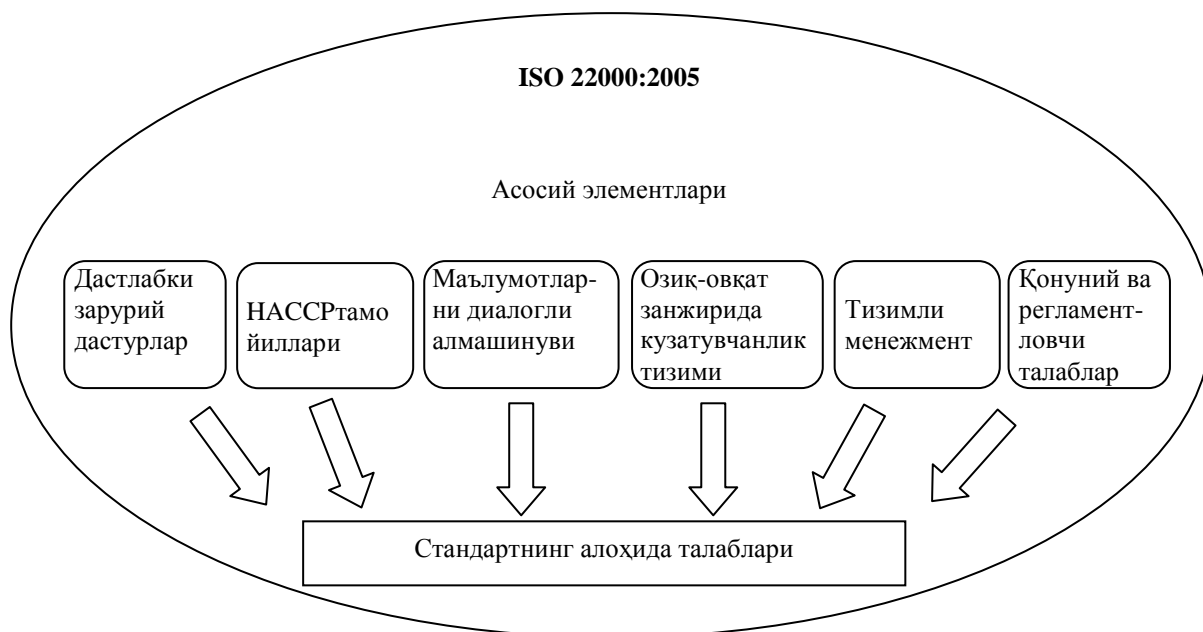 ISO 22000:2005
Асосий элементлари
Дастлабки
зарурий
дастурлар
НАССРтамо
йиллари
Маълумотлар-
ни диалогли
алмашинуви
Озиқ-овқат
занжирида
кузатувчанлик
тизими
Тизимли
менежмент
Қонуний ва
регламент-
ловчи
талаблар
Стандартнинг алоҳида талаблари